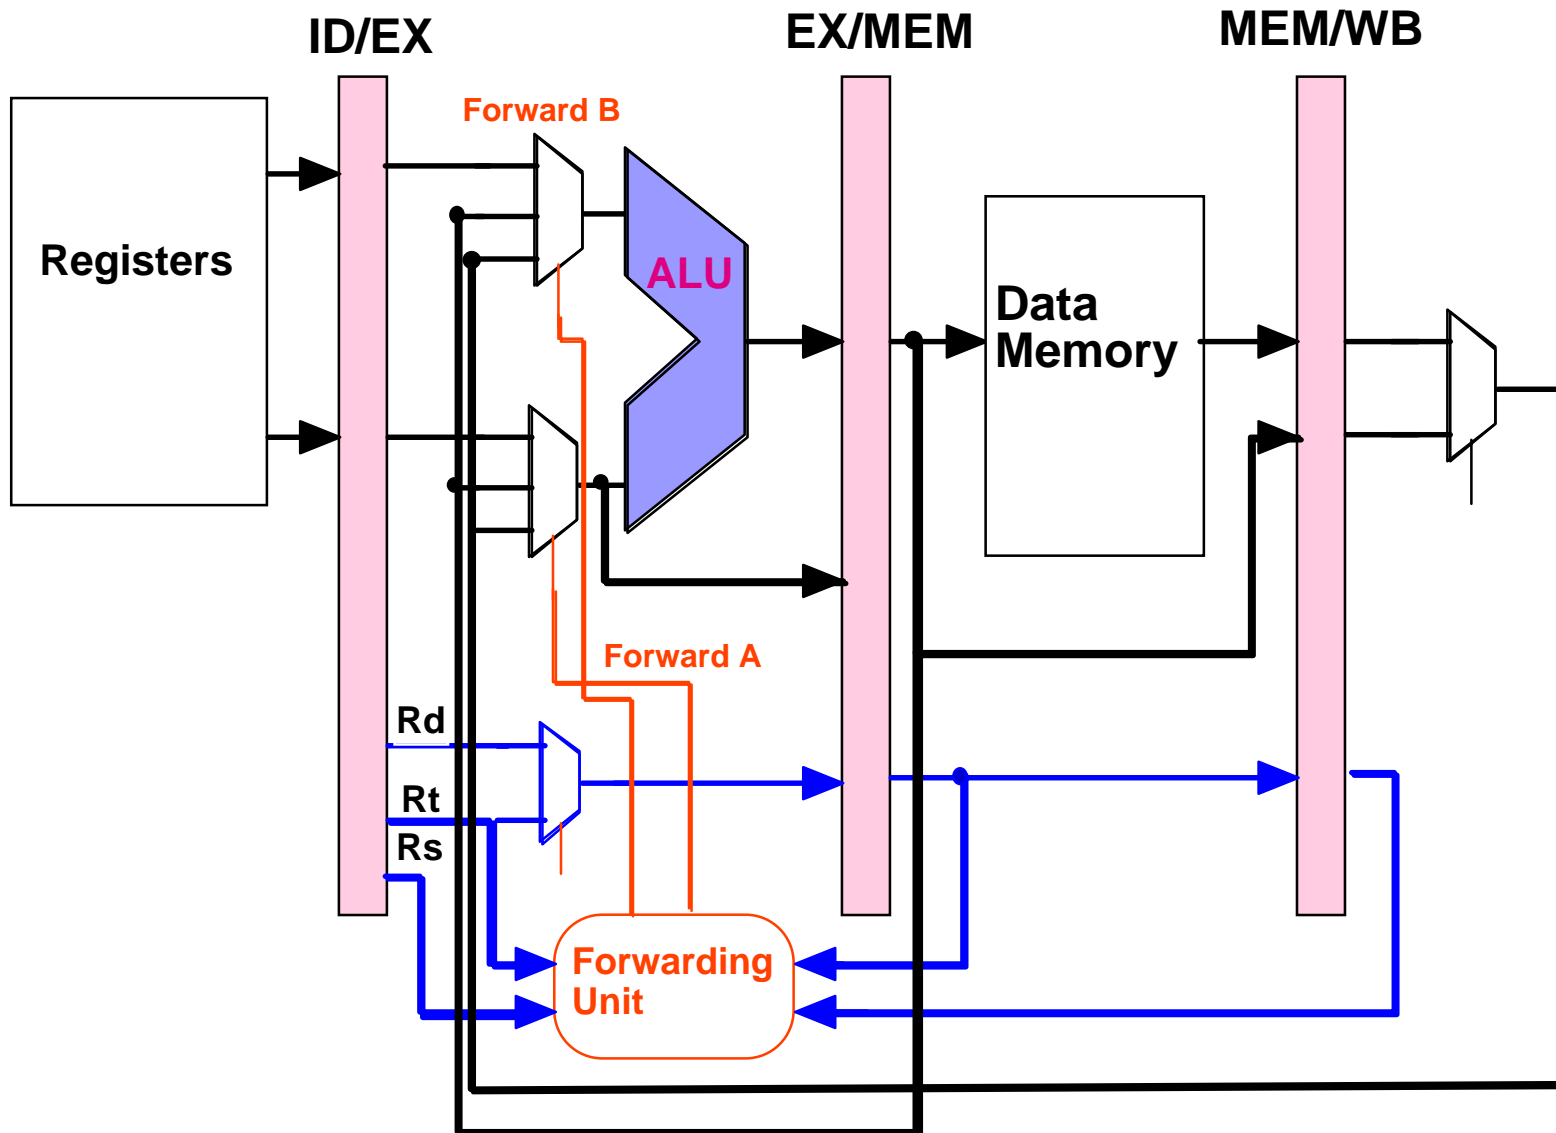 ID/EX
EX/MEM
MEM/WB
Forward B
Registers
ALU
Data
Memory
Forward A
Rd
Rt
Rs
Forwarding
Unit